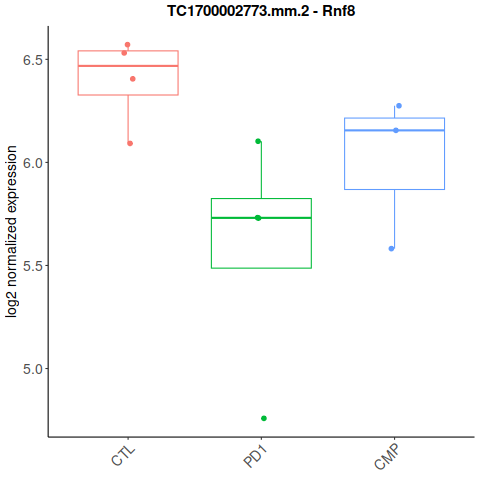 TC1700002773.mm.2 - Rnf8
log2 normalized expression
6.5
6.0
5.5
5.0
CTL
PD1
CMP